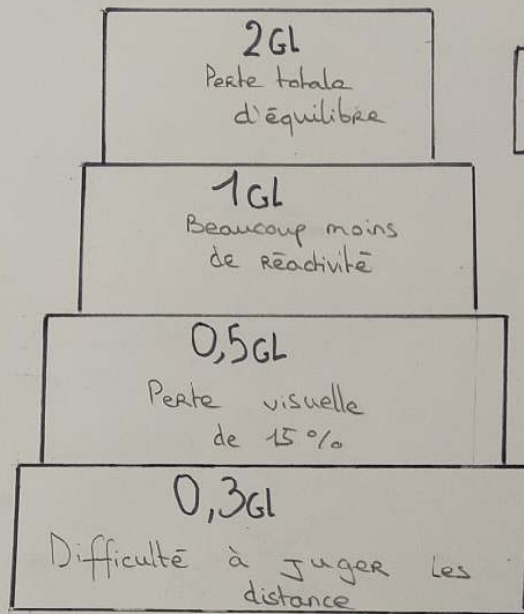 2GL
Perte totale
d'équilibre
1GL
Beaucoup moins
de Réactivité
0,5GL
Perte visuelle
de 15%
0,3Gl
Difficulté à juger les
distance